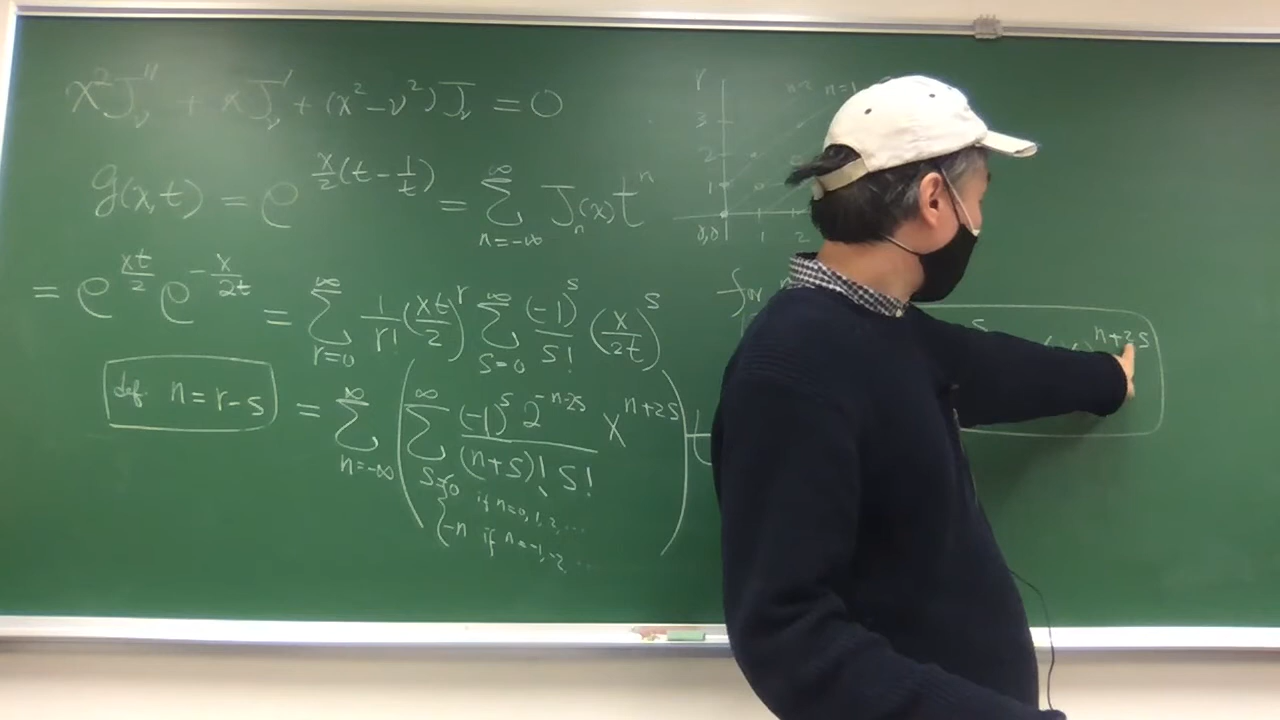 x²J_ν'' + xJ_ν' + (x²-ν²)J_ν = 0
g(x,t) = e^{x/2(t - 1/t)} = Σ_{n=-∞}^{∞} J_n(x)t^n
= e^{xt/2} e^{-x/2t} = Σ_{r=0}^{∞} 1/r! (xt/2)^r Σ_{s=0}^{∞} (-1)^s/s! (x/2t)^s
def n = r-s
= Σ_{n=-∞}^{∞} ( Σ_{s=}^{∞} (-1)^s 2^{-n-2s}/(n+s)! s! x^{n+2s} ) t
{ 0 if n=0,1,2,...
-n if n=-1,-2...
r
n=1
3
2
1
0,0 1 2
for
s n+2s